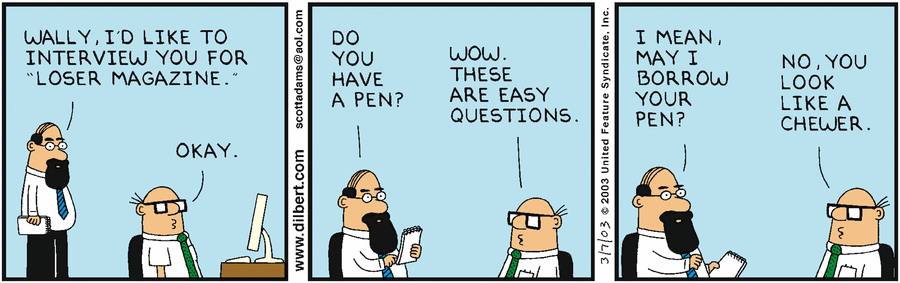 WALLY, I'D LIKE TO
INTERVIEW YOU FOR
"LOSER MAGAZINE."
OKAY.
www.dilbert.com scottadams@aol.com
DO
YOU
HAVE
A PEN?
WOW.
THESE
ARE EASY
QUESTIONS.
3/7/03 © 2003 United Feature Syndicate, Inc.
I MEAN,
MAY I
BORROW
YOUR
PEN?
NO, YOU
LOOK
LIKE A
CHEWER.